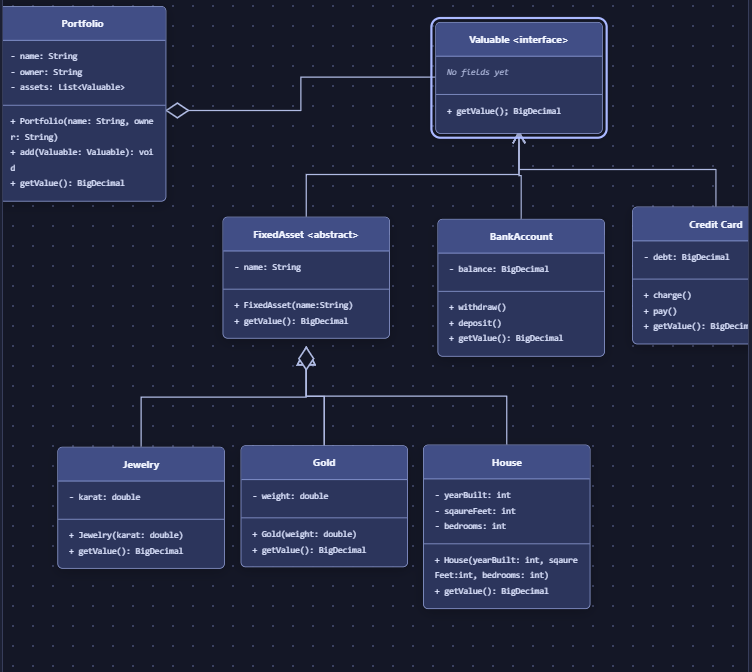 Portfolio
- name: String
- owner: String
- assets: List<Valuable>
+ Portfolio(name: String, owne
r: String)
+ add(Valuable: Valuable): voi
d
+ getValue(): BigDecimal
Valuable <interface>
No fields yet
+ getValue(); BigDecimal
FixedAsset <abstract>
- name: String
+ FixedAsset(name:String)
+ getValue(): BigDecimal
BankAccount
- balance: BigDecimal
+ withdraw()
+ deposit()
+ getValue(): BigDecimal
Credit Card
- debt: BigDecimal
+ charge()
+ pay()
+ getValue(): BigDecim
Jewelry
- karat: double
+ Jewelry(karat: double)
+ getValue(): BigDecimal
Gold
- weight: double
+ Gold(weight: double)
+ getValue(): BigDecimal
House
- yearBuilt: int
- sqaureFeet: int
- bedrooms: int
+ House(yearBuilt: int, sqaure
Feet:int, bedrooms: int)
+ getValue(): BigDecimal